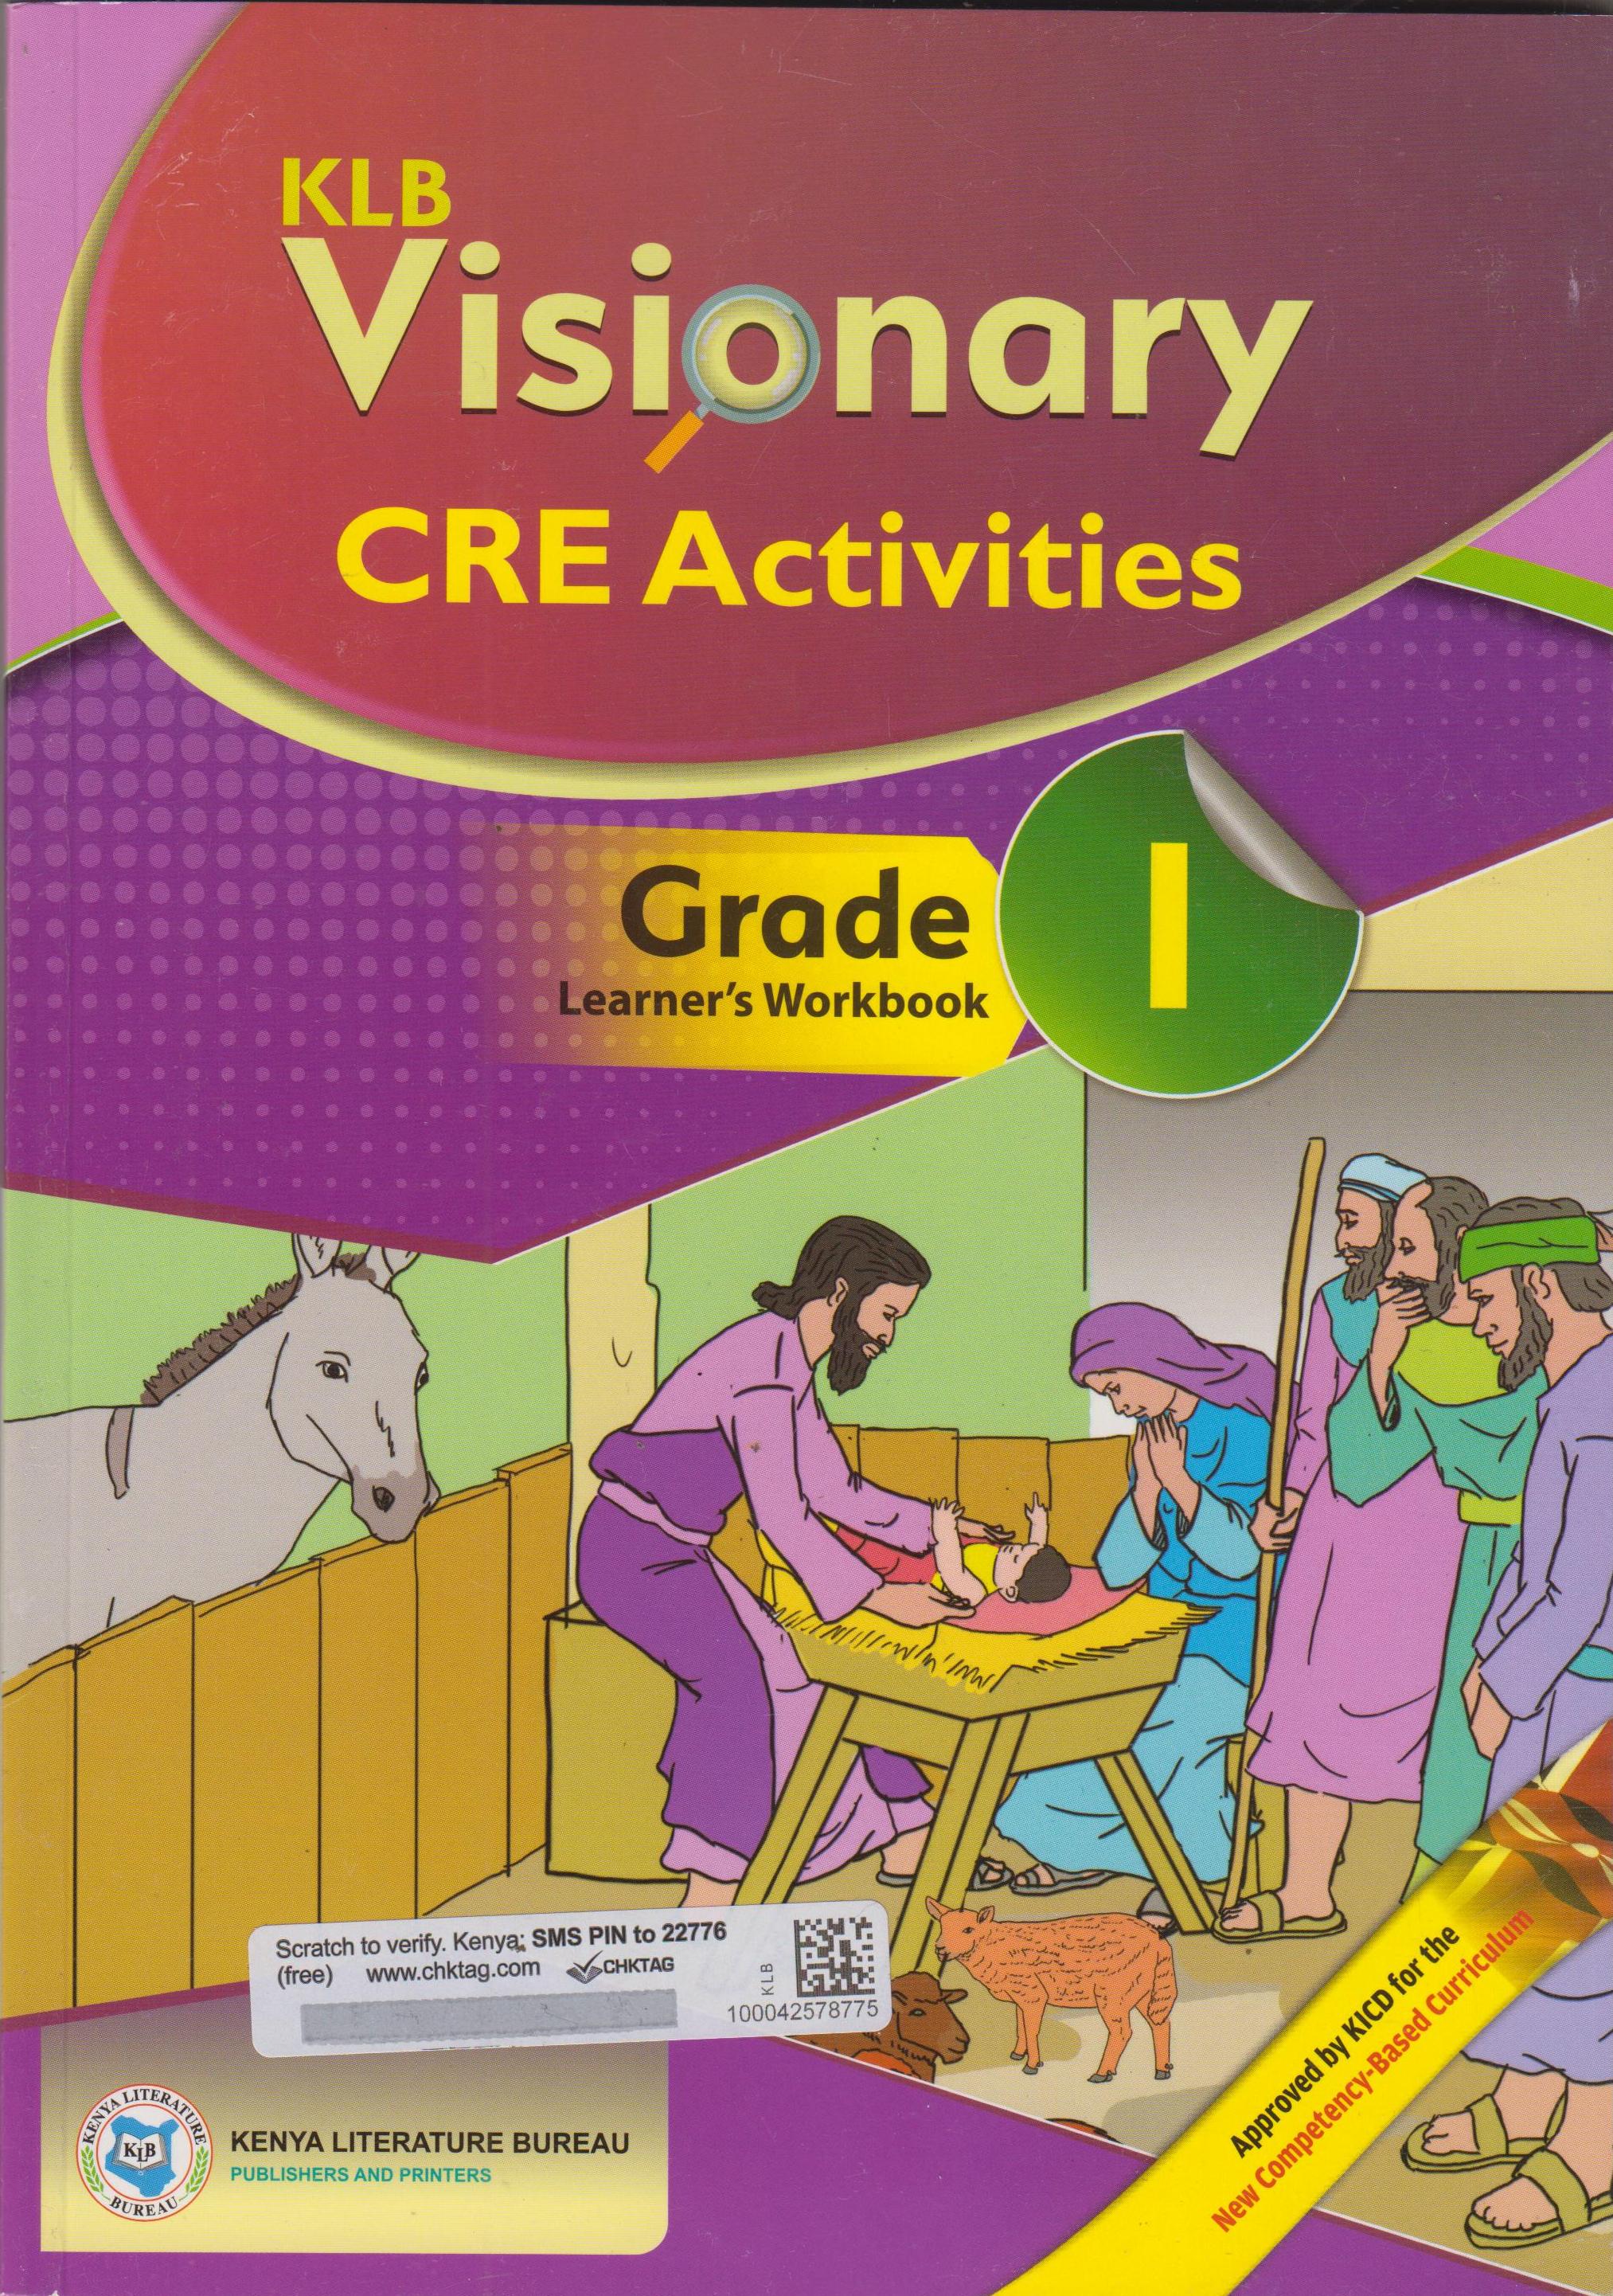 KLB
Visionary
CRE Activities
Grade 1
Learner's Workbook
Scratch to verify. Kenya: SMS PIN to 22776
(free) www.chktag.com CHKTAG
KLB
100042578775
Approved by KICD for the
New Competency-Based Curriculum
KENYA LITERATURE
KLB
BUREAU
KENYA LITERATURE BUREAU
PUBLISHERS AND PRINTERS